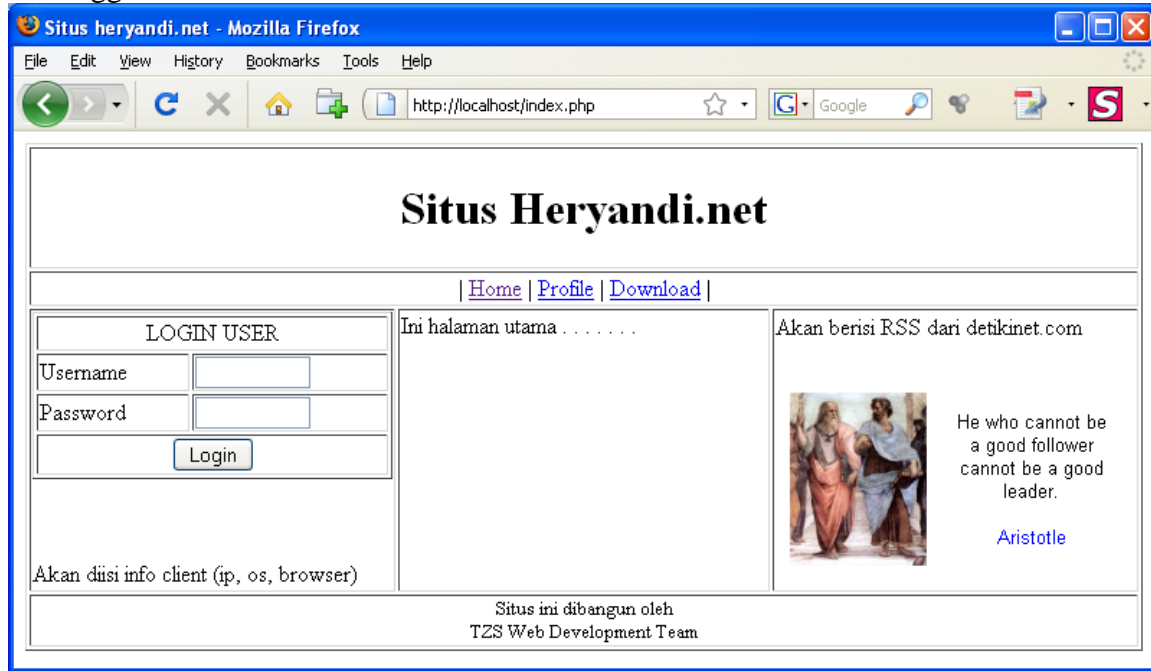 Situs heryandi.net - Mozilla Firefox
File Edit View History Bookmarks Tools Help
http://localhost/index.php
G Google
S
Situs Heryandi.net
| Home | Profile | Download |
LOGIN USER
Username
Password
Login
Akan diisi info client (ip, os, browser)
Ini halaman utama . . . . . . .
Akan berisi RSS dari detikinet.com
He who cannot be
a good follower
cannot be a good
leader.
Aristotle
Situs ini dibangun oleh
TZS Web Development Team